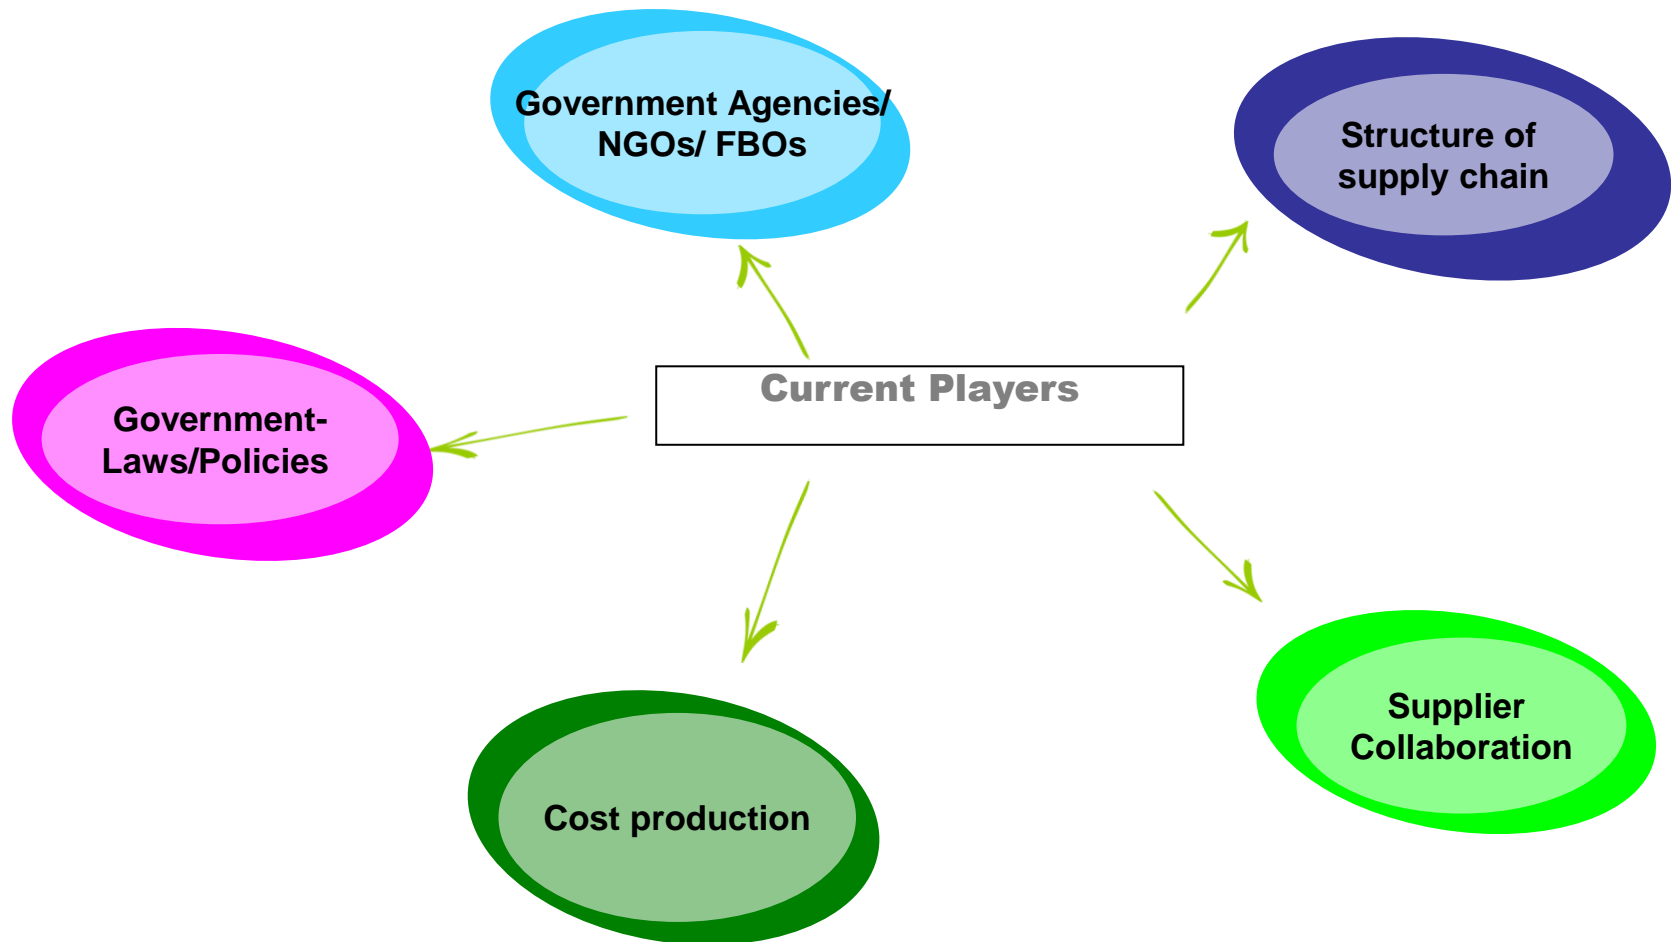 Government Agencies/
NGOs/ FBOs
Structure of
supply chain
Current Players
Government-
Laws/Policies
Supplier
Collaboration
Cost production